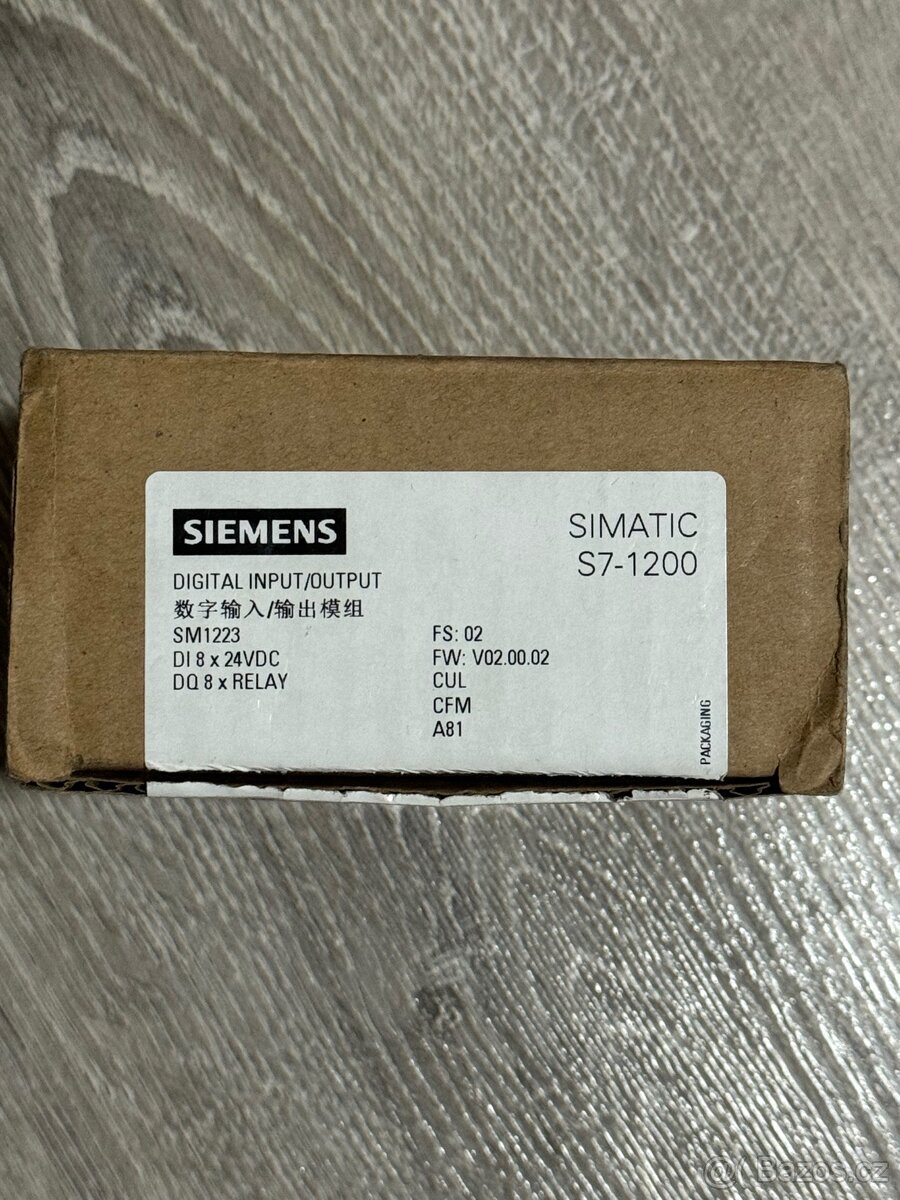 SIEMENS
SIMATIC
S7-1200
DIGITAL INPUT/OUTPUT
数字输入/输出模组
SM1223
DI 8 x 24VDC
DQ 8 x RELAY
FS: 02
FW: V02.00.02
CUL
CFM
A81
PACKAGING
@ Bazos.cz